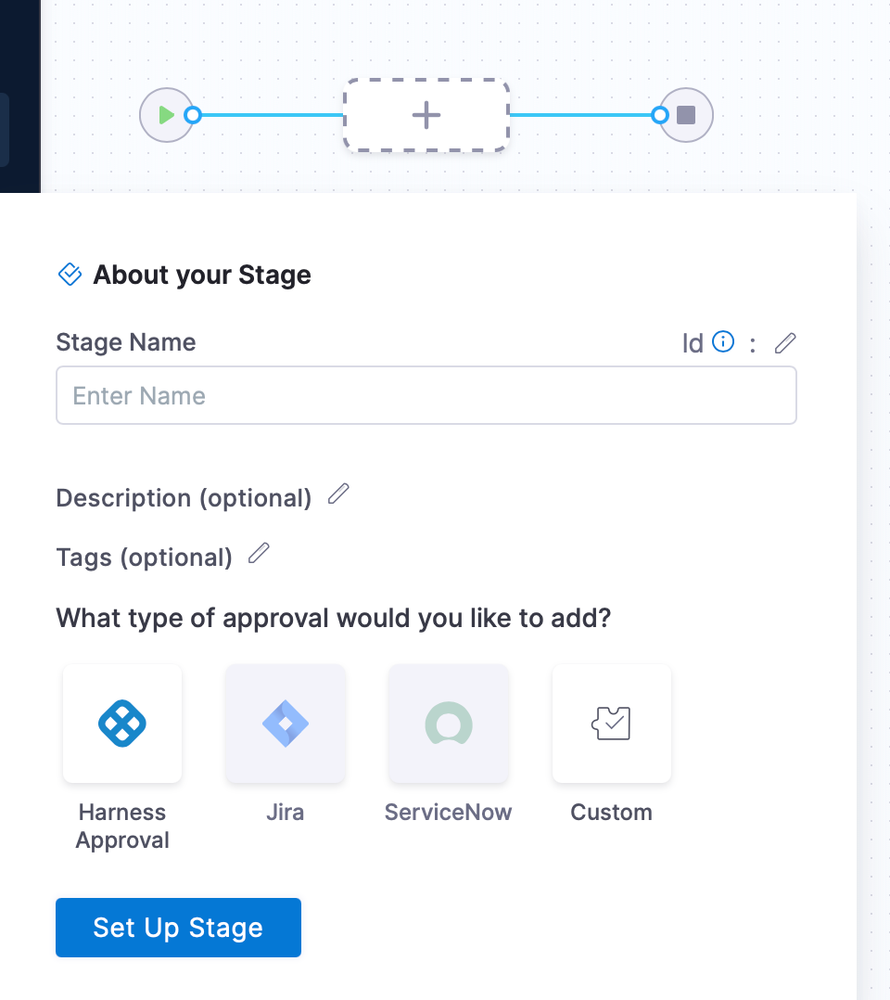 About your Stage
Stage Name
Id :
Enter Name
Description (optional)
Tags (optional)
What type of approval would you like to add?
Harness
Approval
Jira
ServiceNow
Custom
Set Up Stage